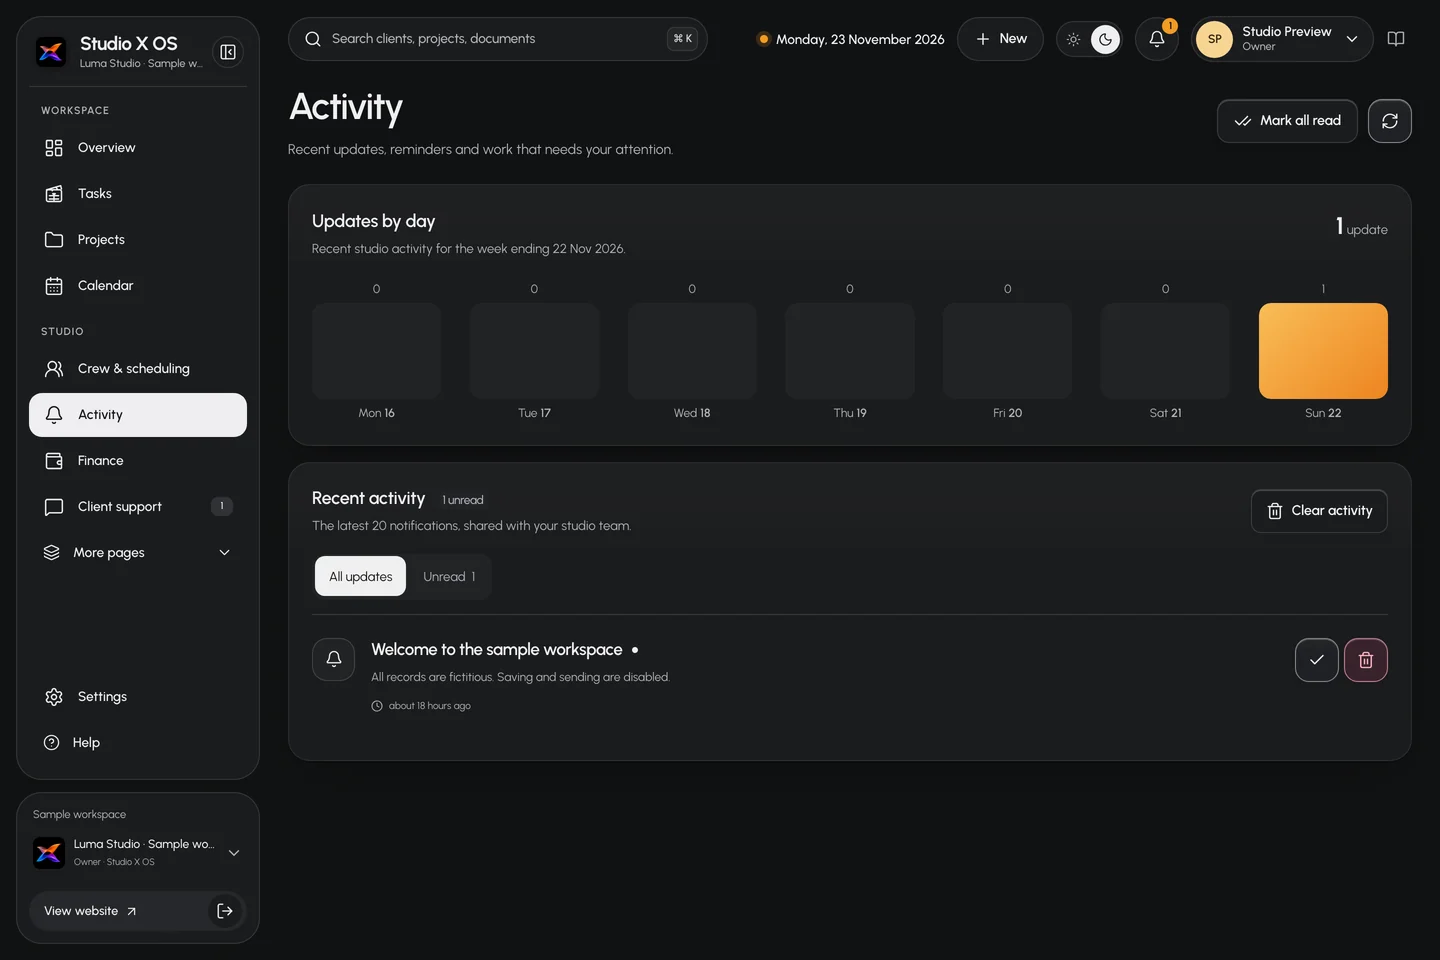 Studio X OS
Luma Studio · Sample w...
WORKSPACE
Overview
Tasks
Projects
Calendar
STUDIO
Crew & scheduling
Activity
Finance
Client support 1
More pages
Settings
Help
Sample workspace
Luma Studio · Sample wo...
Owner · Studio X OS
View website
Search clients, projects, documents ⌘ K
Monday, 23 November 2026
New
1
SP
Studio Preview
Owner
Activity
Recent updates, reminders and work that needs your attention.
Mark all read
Updates by day
Recent studio activity for the week ending 22 Nov 2026.
1 update
0 0 0 0 0 0 1
Mon 16 Tue 17 Wed 18 Thu 19 Fri 20 Sat 21 Sun 22
Recent activity 1 unread
The latest 20 notifications, shared with your studio team.
Clear activity
All updates Unread 1
Welcome to the sample workspace
All records are fictitious. Saving and sending are disabled.
about 18 hours ago